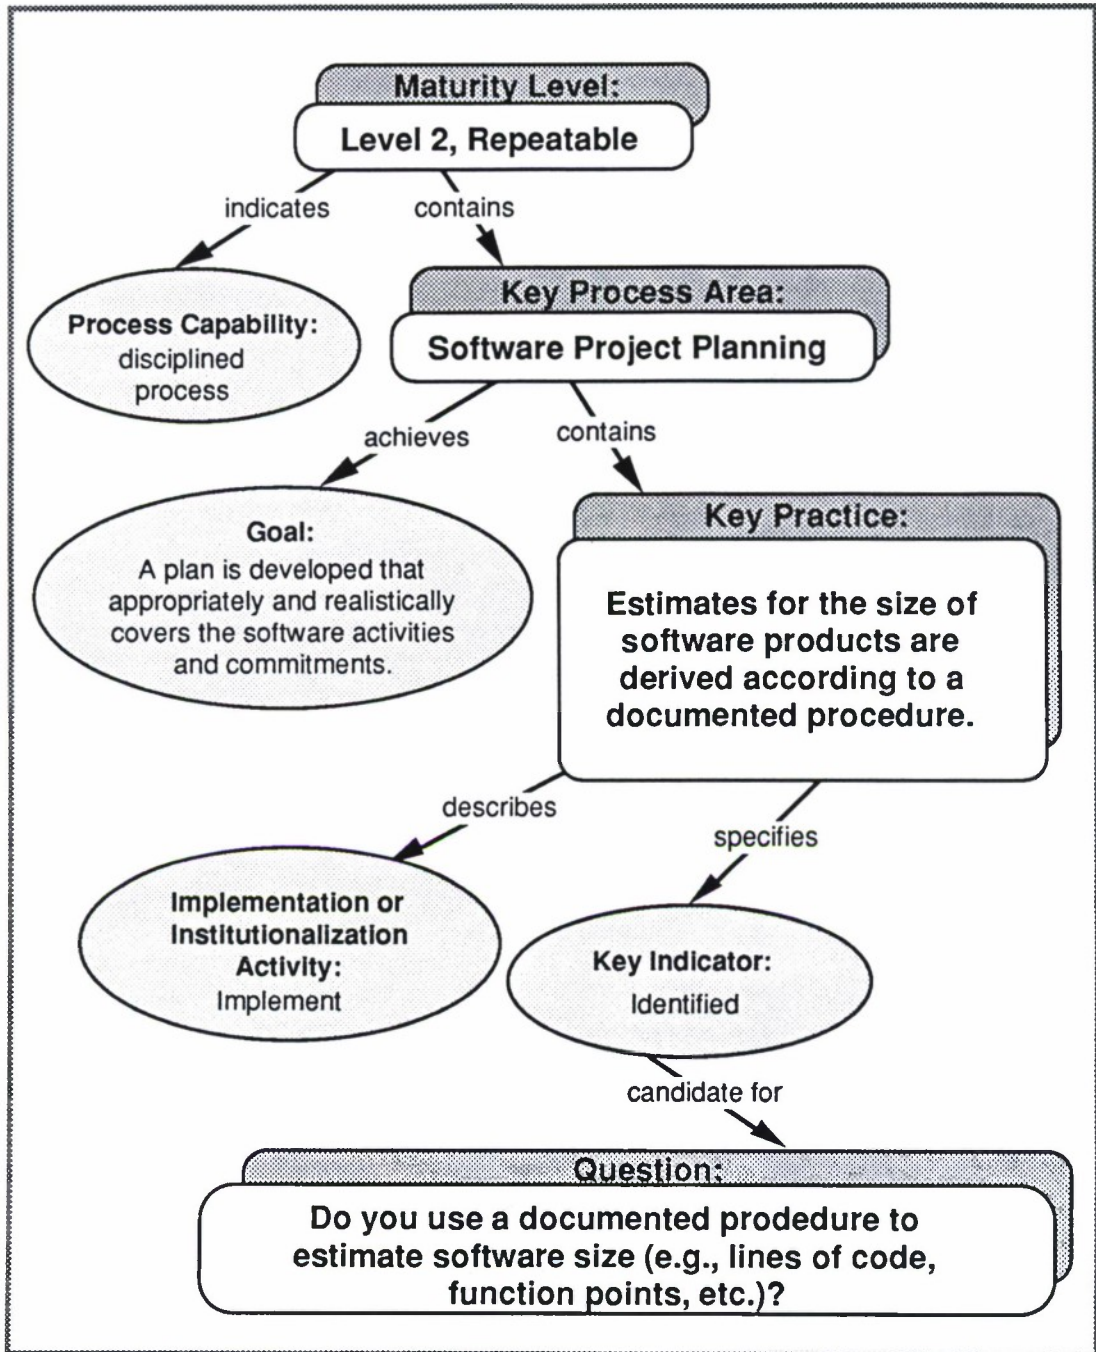 Maturity Level:
Level 2, Repeatable
indicates
contains
Process Capability:
disciplined
process
Key Process Area:
Software Project Planning
achieves
contains
Goal:
A plan is developed that
appropriately and realistically
covers the software activities
and commitments.
Key Practice:
Estimates for the size of
software products are
derived according to a
documented procedure.
describes
specifies
Implementation or
Institutionalization
Activity:
Implement
Key Indicator:
Identified
candidate for
Question:
Do you use a documented prodedure to
estimate software size (e.g., lines of code,
function points, etc.)?